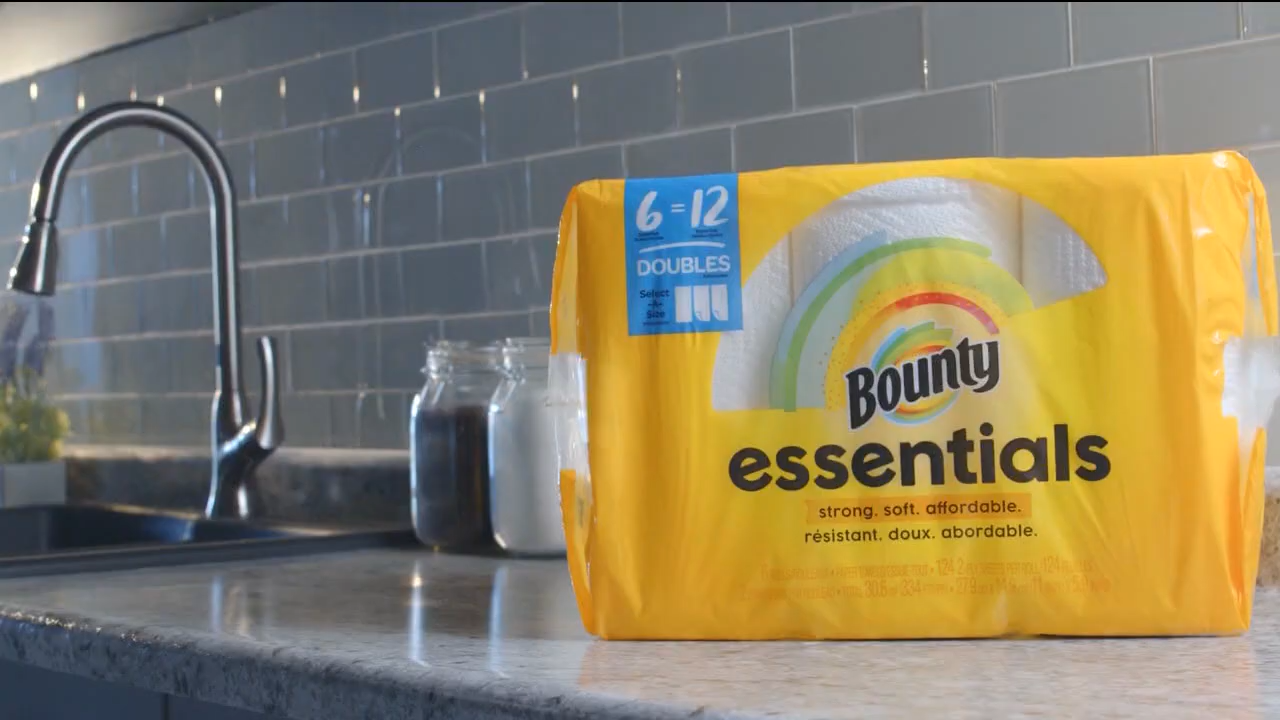 6 = 12
DOUBLES
Select
-A-
Size
Bounty
essentials
strong. soft. affordable.
résistant. doux. abordable.